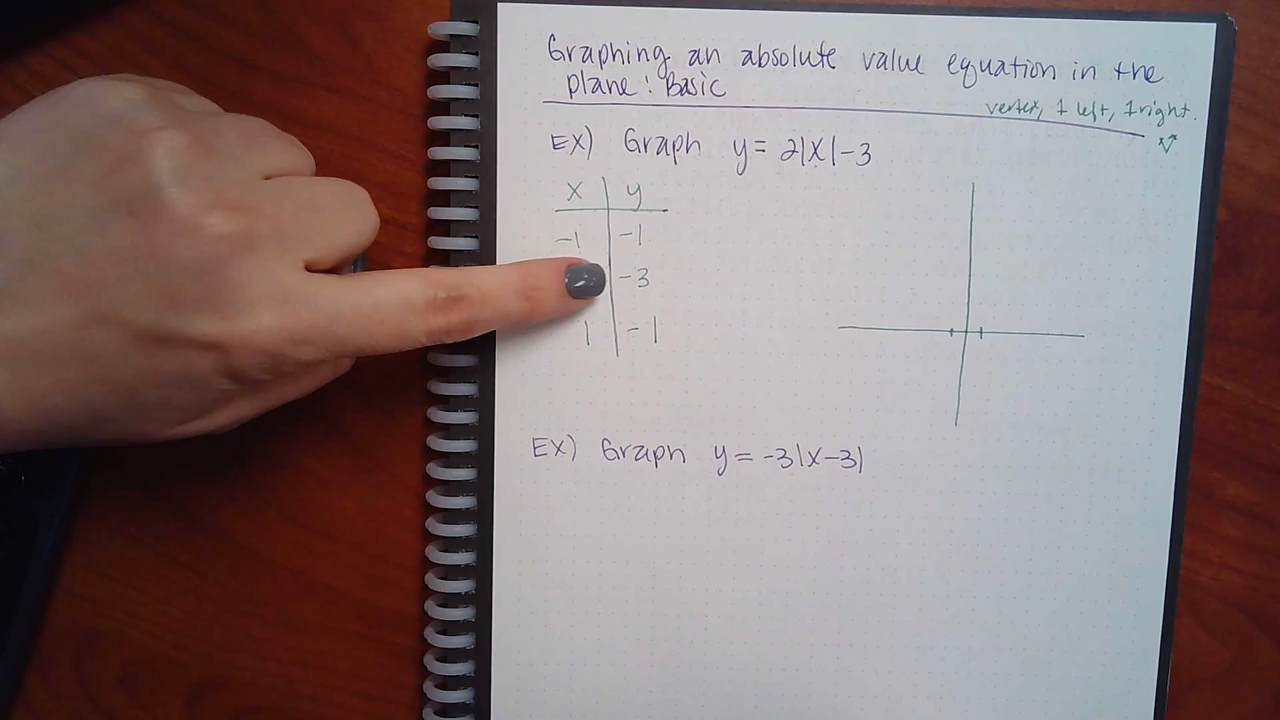 Graphing an absolute value equation in the
plane: Basic
vertex, 1 left, 1 right.
EX) Graph y = 2|x|-3
x y
-1 -1
-3
1 -1
EX) Graph y = -3|x-3|